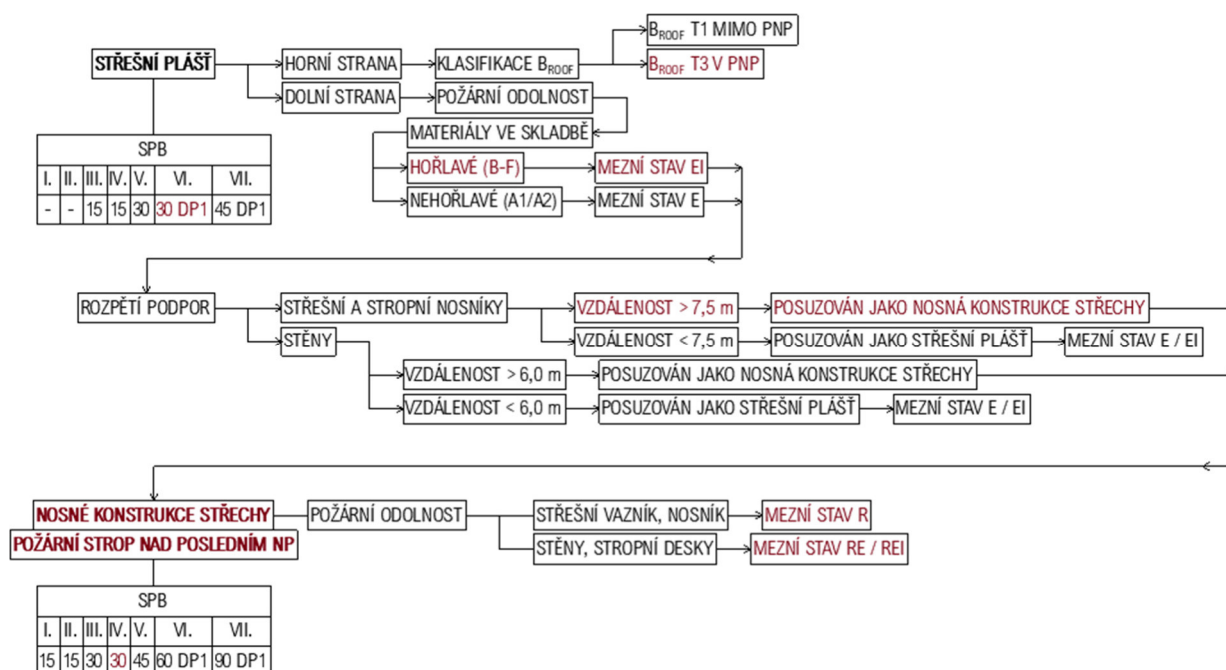 B ROOF T1 MIMO PNP
STŘEŠNÍ PLÁŠŤ HORNÍ STRANA KLASIFIKACE B ROOF B ROOF T3 V PNP
DOLNÍ STRANA POŽÁRNÍ ODOLNOST
MATERIÁLY VE SKLADBĚ
SPB
HOŘLAVÉ (B-F) MEZNÍ STAV EI
I. II. III. IV. V. VI. VII.
NEHOŘLAVÉ (A1/A2) MEZNÍ STAV E
- - 15 15 30 30 DP1 45 DP1
ROZPĚTÍ PODPOR STŘEŠNÍ A STROPNÍ NOSNÍKY VZDÁLENOST > 7,5 m POSUZOVÁN JAKO NOSNÁ KONSTRUKCE STŘECHY
STĚNY VZDÁLENOST < 7,5 m POSUZOVÁN JAKO STŘEŠNÍ PLÁŠŤ MEZNÍ STAV E / EI
VZDÁLENOST > 6,0 m POSUZOVÁN JAKO NOSNÁ KONSTRUKCE STŘECHY
VZDÁLENOST < 6,0 m POSUZOVÁN JAKO STŘEŠNÍ PLÁŠŤ MEZNÍ STAV E / EI
NOSNÉ KONSTRUKCE STŘECHY POŽÁRNÍ ODOLNOST STŘEŠNÍ VAZNÍK, NOSNÍK MEZNÍ STAV R
POŽÁRNÍ STROP NAD POSLEDNÍM NP STĚNY, STROPNÍ DESKY MEZNÍ STAV RE / REI
SPB
I. II. III. IV. V. VI. VII.
15 15 30 30 45 60 DP1 90 DP1